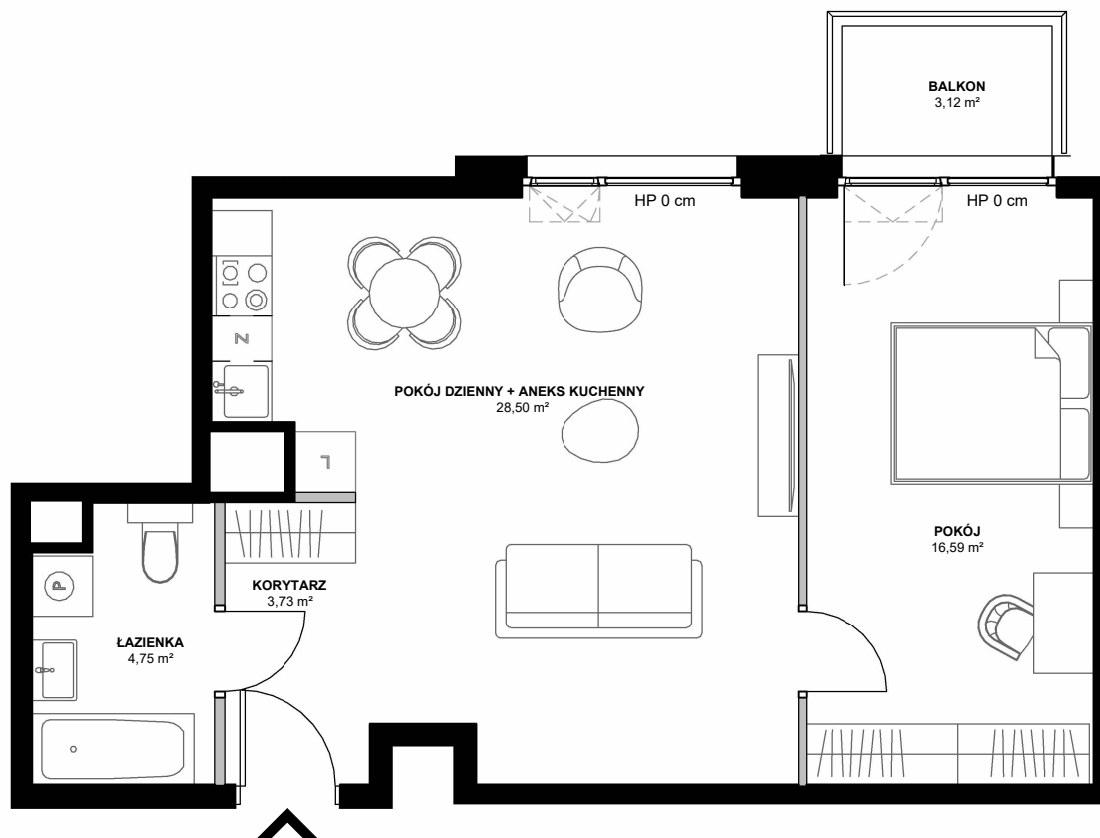 BALKON
3,12 m²
HP 0 cm
HP 0 cm
Z
POKÓJ DZIENNY + ANEKS KUCHENNY
28,50 m²
L
POKÓJ
16,59 m²
P
KORYTARZ
3,73 m²
ŁAZIENKA
4,75 m²